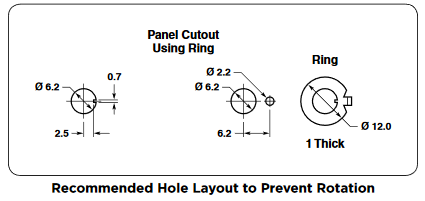 Panel Cutout
Using Ring
Ring
0.7
Ø 6.2
2.5
Ø 2.2
Ø 6.2
6.2
Ø 12.0
1 Thick
Recommended Hole Layout to Prevent Rotation